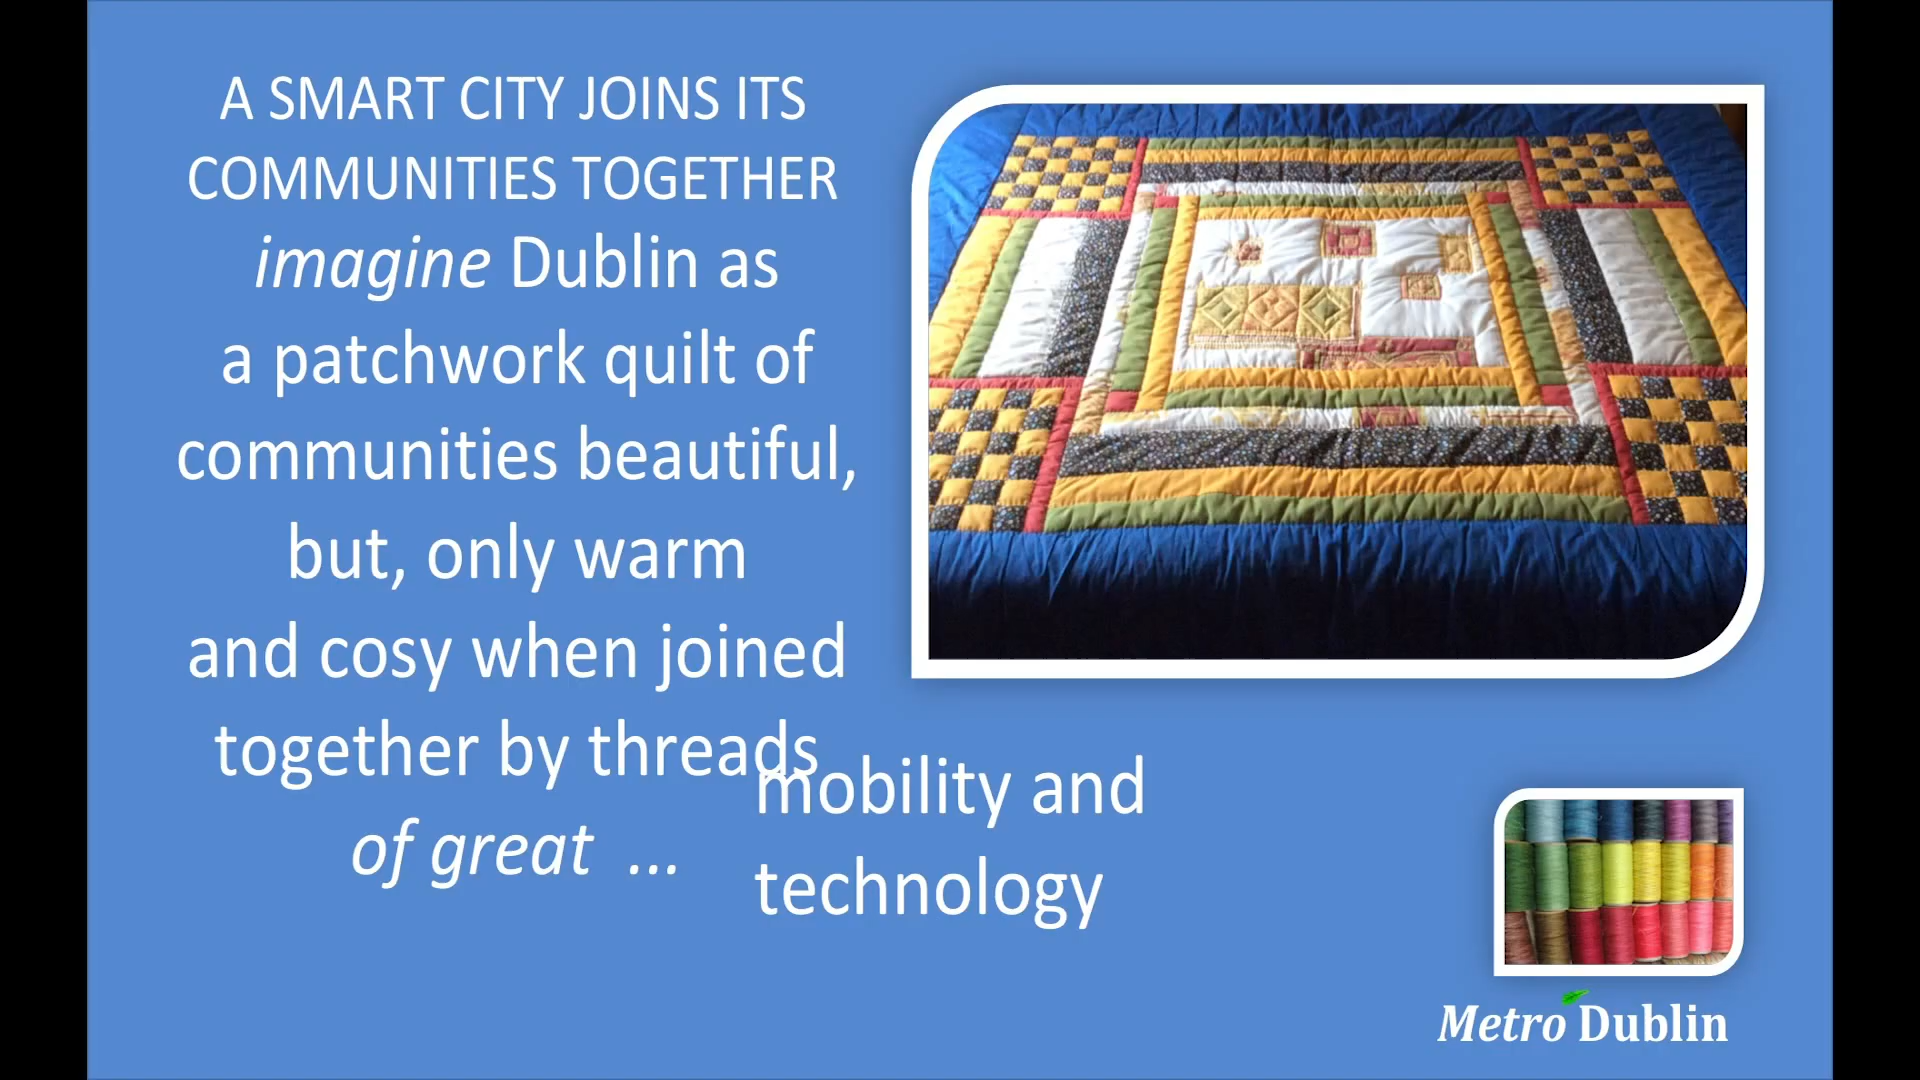 A SMART CITY JOINS ITS
COMMUNITIES TOGETHER
imagine Dublin as
a patchwork quilt of
communities beautiful,
but, only warm
and cosy when joined
together by threads
of great ...
mobility and
technology
Metro Dublin